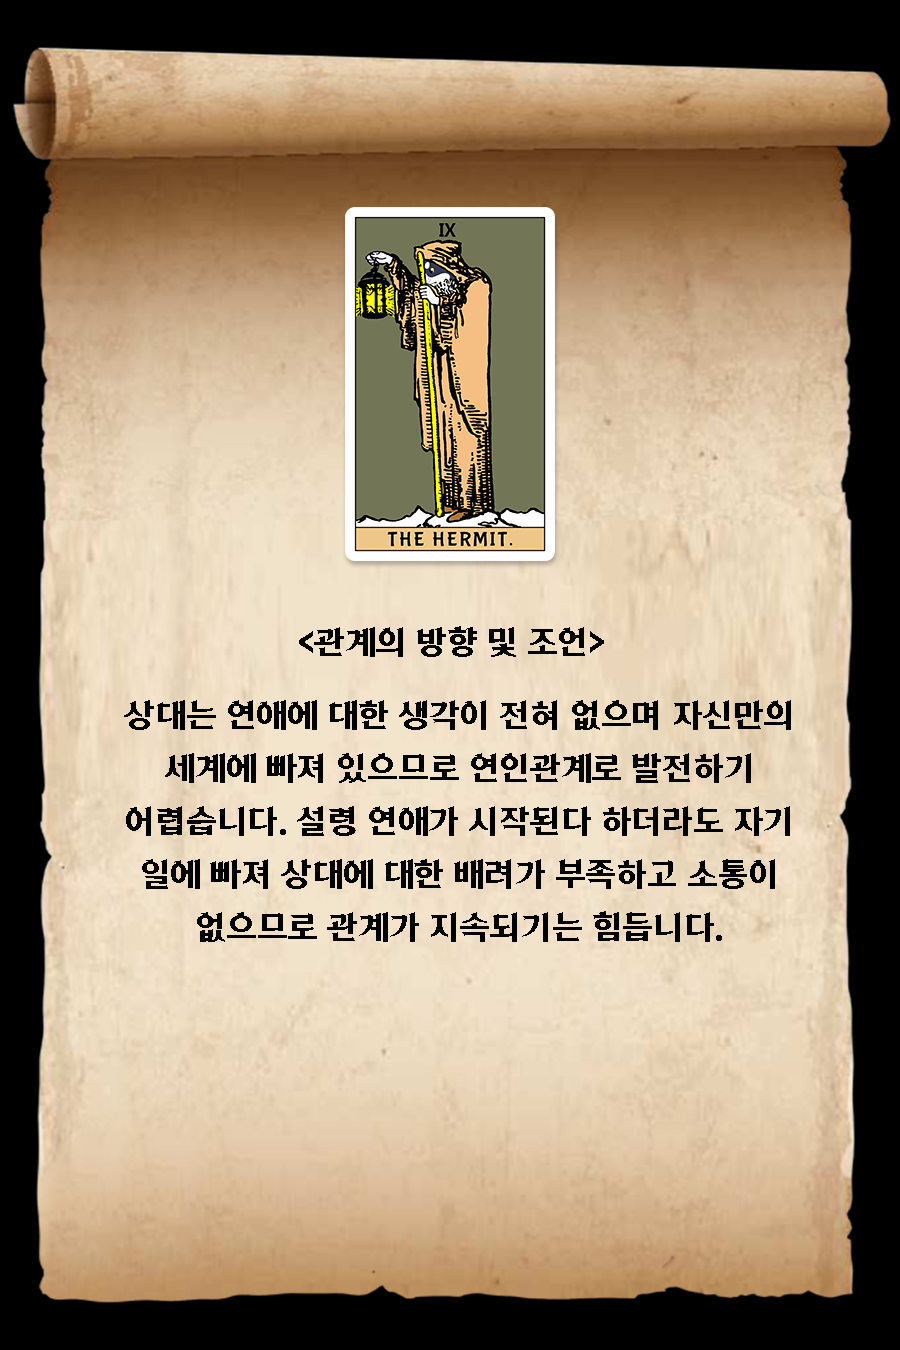 IX
THE HERMIT.
<관계의 방향 및 조언>
상대는 연애에 대한 생각이 전혀 없으며 자신만의
세계에 빠져 있으므로 연인관계로 발전하기
어렵습니다. 설령 연애가 시작된다 하더라도 자기
일에 빠져 상대에 대한 배려가 부족하고 소통이
없으므로 관계가 지속되기는 힘듭니다.